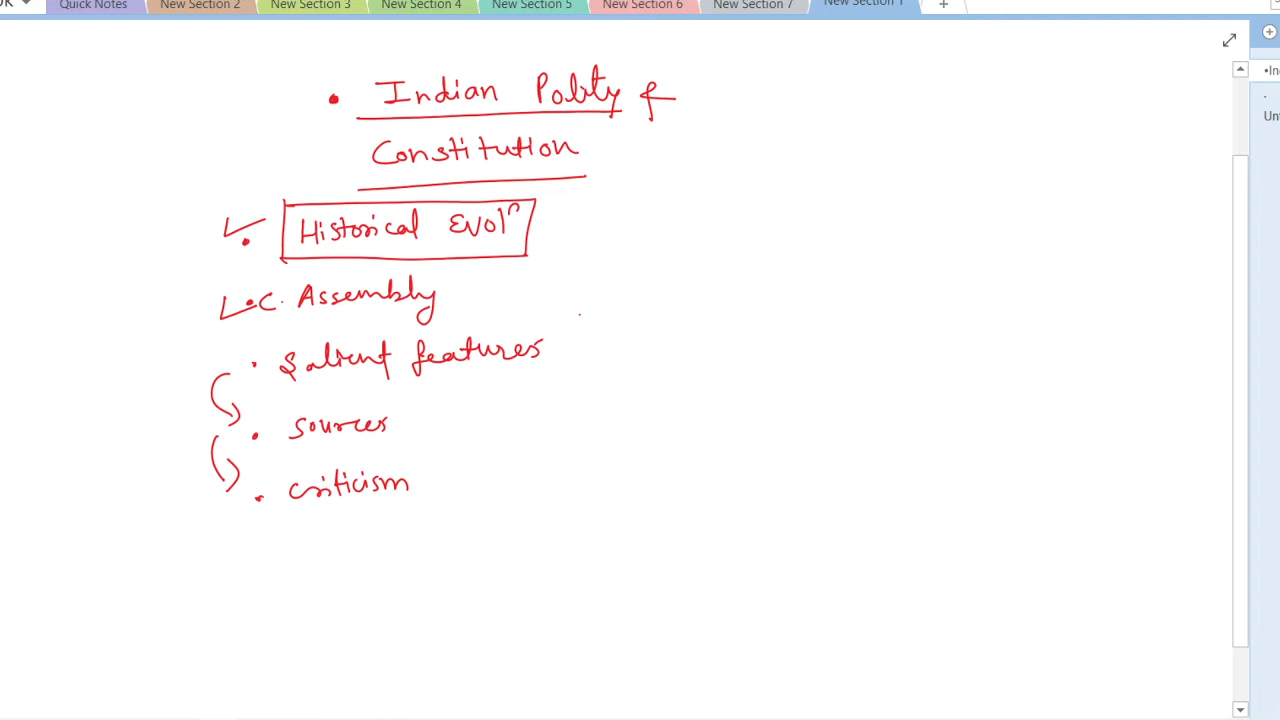 Quick Notes New Section 2 New Section 3 New Section 4 New Section 5 New Section 6 New Section 7 New Section 1 +
• Indian Polity &
Constitution
• Historical Evolⁿ
• C. Assembly
• Salient features
• sources
• criticism